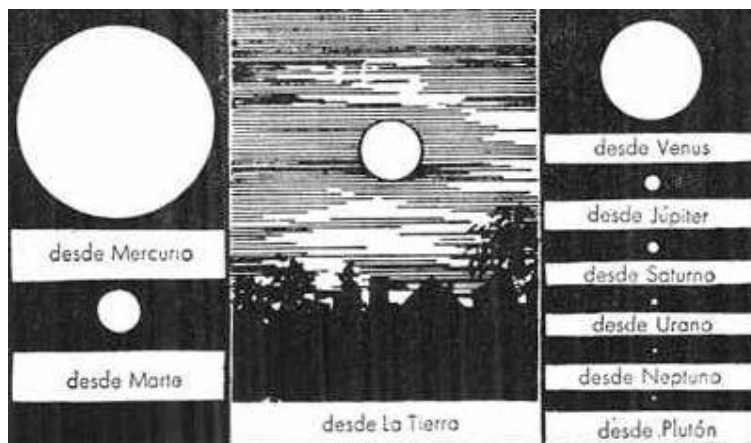 desde Mercurio
desde Marte
desde La Tierra
desde Venus
desde Júpiter
desde Saturno
desde Urano
desde Neptuno
desde Plutón